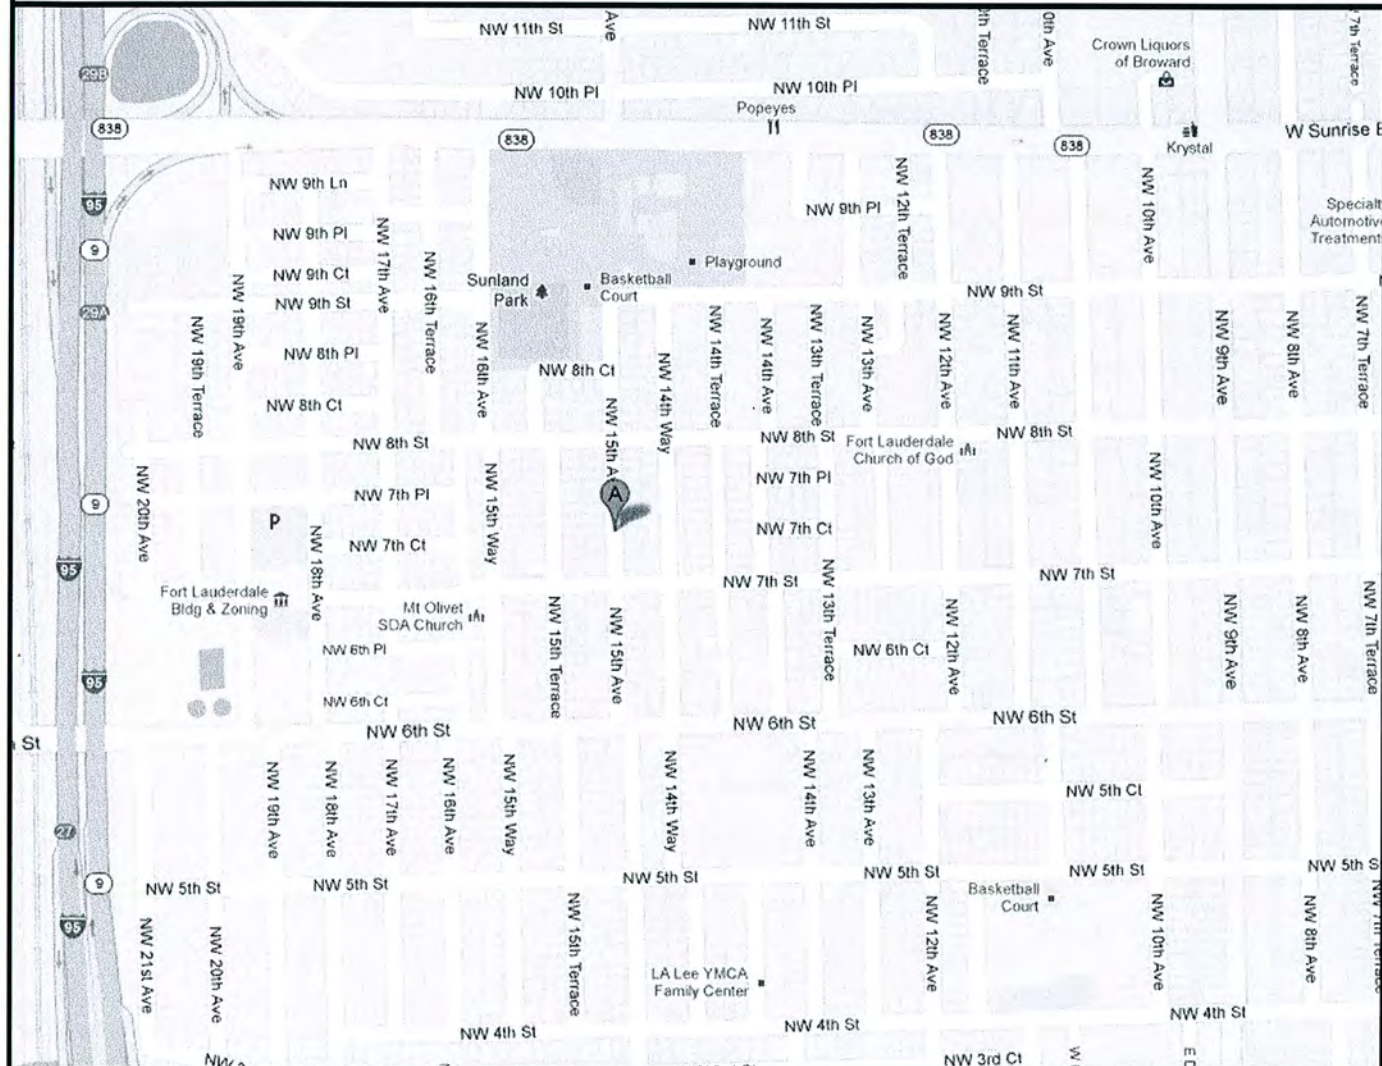 NW 11th St
Ave
NW 11th St
0th Ave
Crown Liquors
of Broward
7th Terrace
29B
NW 10th Pl
NW 10th Pl
Popeyes
838
838
838
838
W Sunrise
Krystal
NW 9th Ln
95
NW 9th Pl
NW 12th Terrace
NW 10th Ave
Automotive
Treatment
NW 9th Pl
9
NW 17th Ave
NW 16th Terrace
Playground
NW 9th Ct
Sunland
Park
Basketball
Court
NW 9th St
NW 9th St
29A
NW 19th Ave
NW 19th Terrace
NW 16th Ave
NW 14th Terrace
NW 14th Ave
NW 13th Terrace
NW 13th Ave
NW 12th Ave
NW 11th Ave
NW 9th Ave
NW 8th Ave
NW 7th Terrace
NW 8th Pl
NW 8th Ct
NW 14th Way
NW 8th Ct
NW 15th A
NW 8th St
NW 8th St
Fort Lauderdale
Church of God
NW 8th St
NW 20th Ave
NW 15th Way
NW 7th Pl
NW 7th Pl
NW 10th Ave
9
P
A
NW 18th Ave
NW 7th Ct
NW 7th Ct
95
NW 7th St
NW 7th St
Fort Lauderdale
Bldg & Zoning
Mt Olivet
SDA Church
NW 15th Terrace
NW 15th Ave
NW 13th Terrace
NW 12th Ave
NW 9th Ave
NW 8th Ave
NW 7th Terrace
NW 6th Pl
NW 6th Ct
95
NW 6th Ct
NW 6th St
NW 6th St
NW 6th St
St
NW 19th Ave
NW 18th Ave
NW 17th Ave
NW 16th Ave
NW 15th Way
NW 14th Way
NW 14th Ave
NW 13th Ave
NW 5th Ct
27
9
NW 5th St
NW 5th St
NW 5th St
NW 5th St
NW 5th St
NW 5th S
Basketball
Court
95
NW 21st Ave
NW 20th Ave
NW 15th Terrace
NW 12th Ave
NW 10th Ave
NW 8th Ave
NW 7th Terrace
LA Lee YMCA
Family Center
NW 4th St
NW 4th St
NW 4th St
NW 3rd Ct